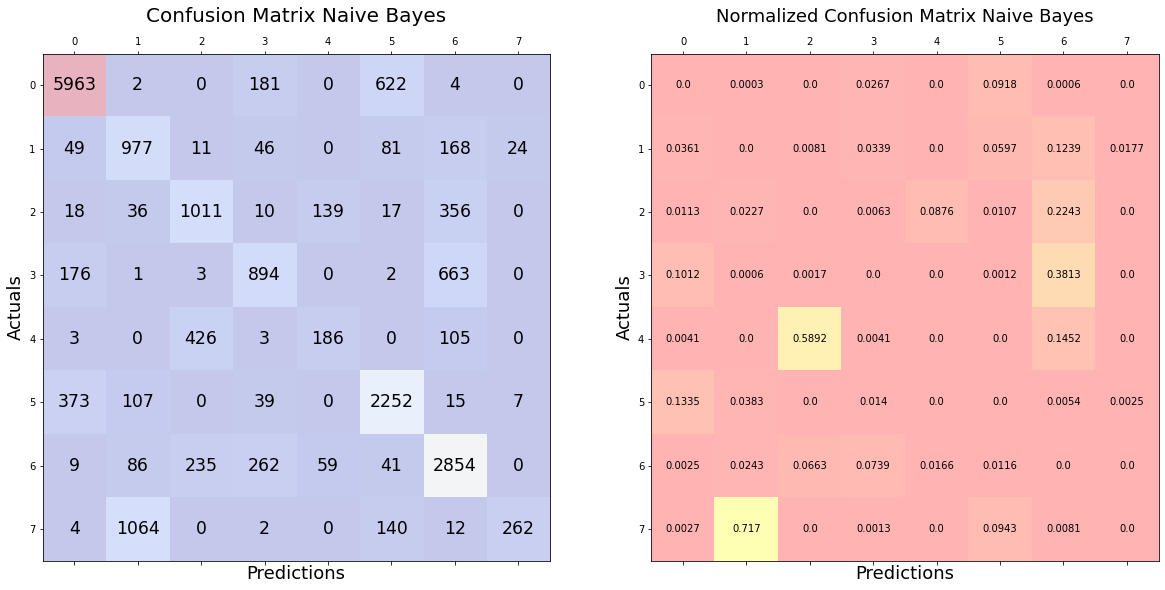 Confusion Matrix Naive Bayes
0 1 2 3 4 5 6 7
0 5963 2 0 181 0 622 4 0
1 49 977 11 46 0 81 168 24
2 18 36 1011 10 139 17 356 0
3 176 1 3 894 0 2 663 0
4 3 0 426 3 186 0 105 0
5 373 107 0 39 0 2252 15 7
6 9 86 235 262 59 41 2854 0
7 4 1064 0 2 0 140 12 262
Actuals
Predictions
Normalized Confusion Matrix Naive Bayes
0 1 2 3 4 5 6 7
0 0.0 0.0003 0.0 0.0267 0.0 0.0918 0.0006 0.0
1 0.0361 0.0 0.0081 0.0339 0.0 0.0597 0.1239 0.0177
2 0.0113 0.0227 0.0 0.0063 0.0876 0.0107 0.2243 0.0
3 0.1012 0.0006 0.0017 0.0 0.0 0.0012 0.3813 0.0
4 0.0041 0.0 0.5892 0.0041 0.0 0.0 0.1452 0.0
5 0.1335 0.0383 0.0 0.014 0.0 0.0 0.0054 0.0025
6 0.0025 0.0243 0.0663 0.0739 0.0166 0.0116 0.0 0.0
7 0.0027 0.717 0.0 0.0013 0.0 0.0943 0.0081 0.0
Actuals
Predictions